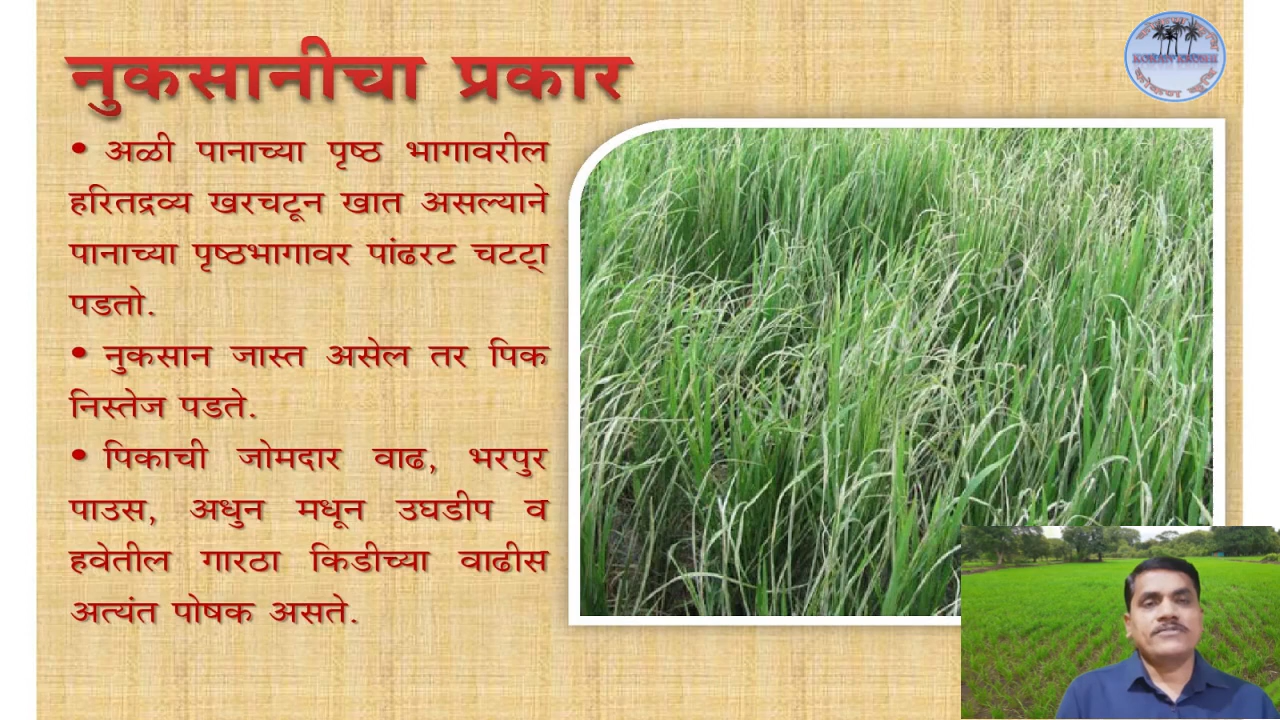 नुकसानीचा प्रकार
• अळी पानाच्या पृष्ठ भागावरील
हरितद्रव्य खरचटून खात असल्याने
पानाच्या पृष्ठभागावर पांढरट चटटा्
पडतो.
• नुकसान जास्त असेल तर पिक
निस्तेज पडते.
• पिकाची जोमदार वाढ, भरपुर
पाउस, अधुन मधून उघडीप व
हवेतील गारठा किडीच्या वाढीस
अत्यंत पोषक असते.